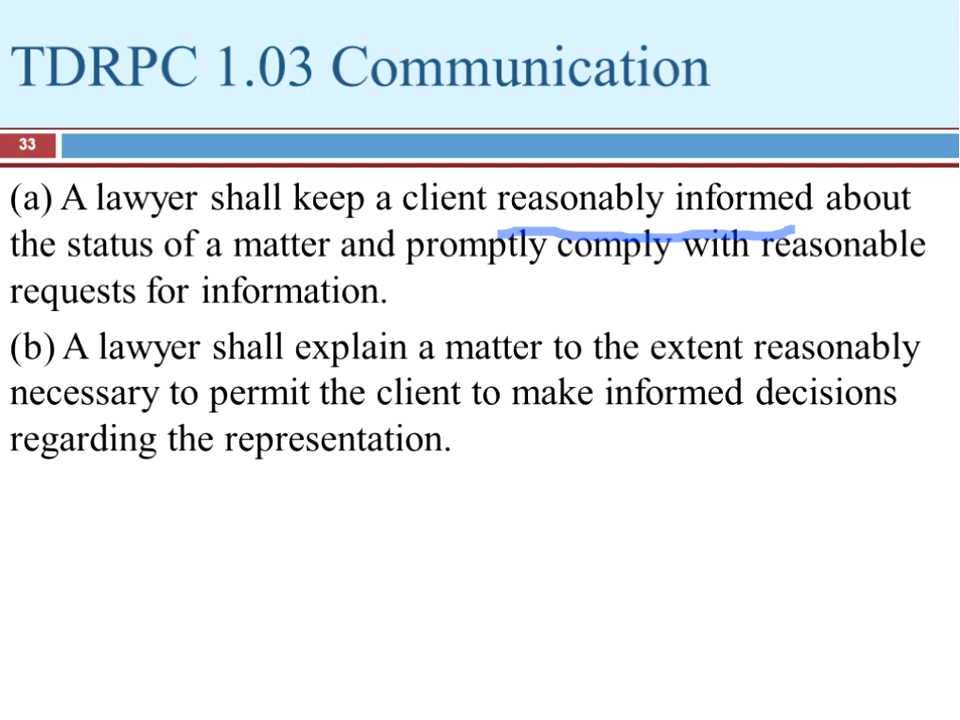 TDRPC 1.03 Communication
33
(a) A lawyer shall keep a client reasonably informed about
the status of a matter and promptly comply with reasonable
requests for information.
(b) A lawyer shall explain a matter to the extent reasonably
necessary to permit the client to make informed decisions
regarding the representation.